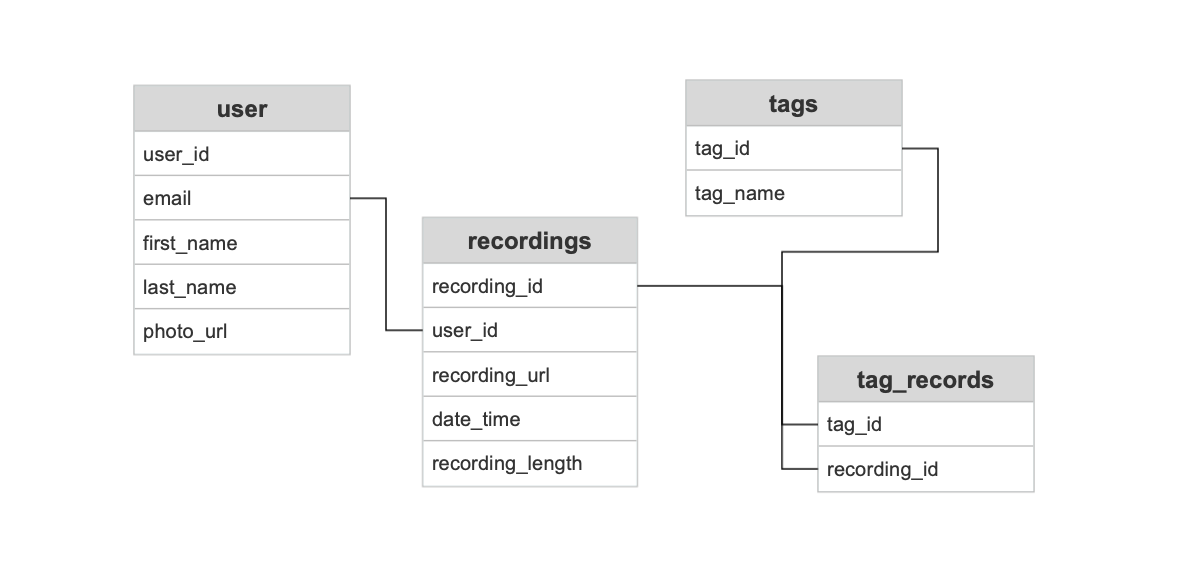 user
user_id
email
first_name
last_name
photo_url
recordings
recording_id
user_id
recording_url
date_time
recording_length
tags
tag_id
tag_name
tag_records
tag_id
recording_id